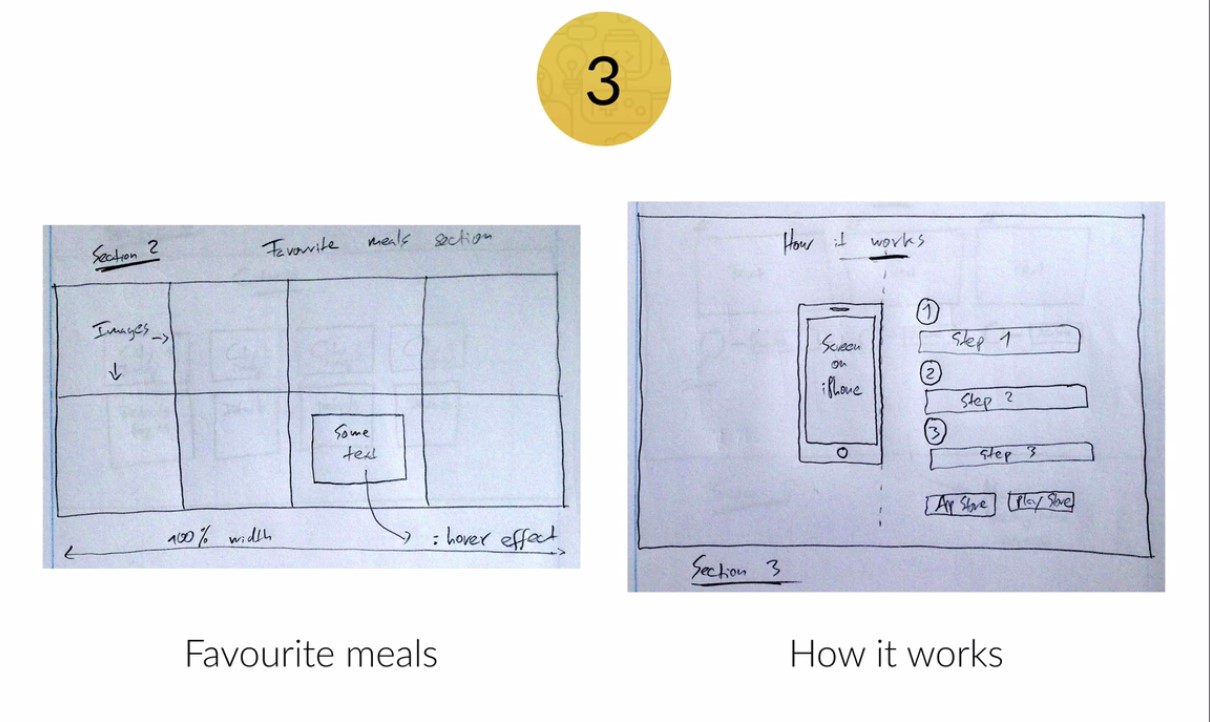 3
Section 2
Favourite meals section
Images
Some
text
100% width
: hover effect
How it works
Screen
on
iPhone
1
Step 1
2
Step 2
3
Step 3
App Store
Play Store
Section 3
Favourite meals
How it works